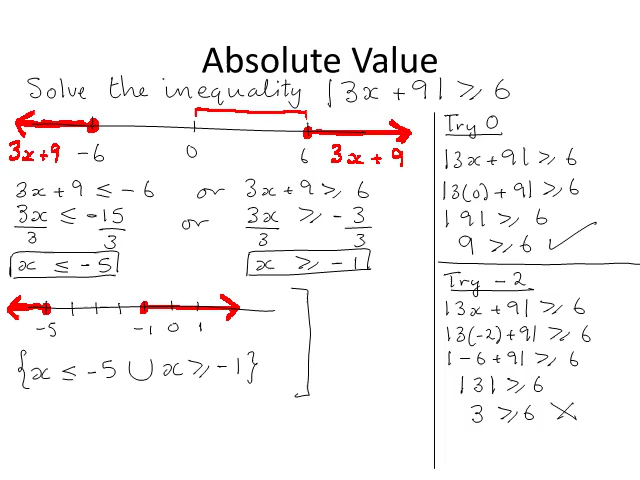 Absolute Value
Solve the inequality |3x + 9| ≥ 6
3x+9 -6 0 6 3x + 9
3x + 9 ≤ -6 or 3x + 9 ≥ 6
3x ≤ -15 or 3x ≥ -3
3 3 3 3
x ≤ -5 x ≥ -1
-5 -1 0 1
{x ≤ -5 ∪ x ≥ -1}
Try 0
|3x + 9| ≥ 6
|3(0) + 9| ≥ 6
|9| ≥ 6
9 ≥ 6 ✓
Try -2
|3x + 9| ≥ 6
|3(-2) + 9| ≥ 6
|-6 + 9| ≥ 6
|3| ≥ 6
3 ≥ 6 ✗